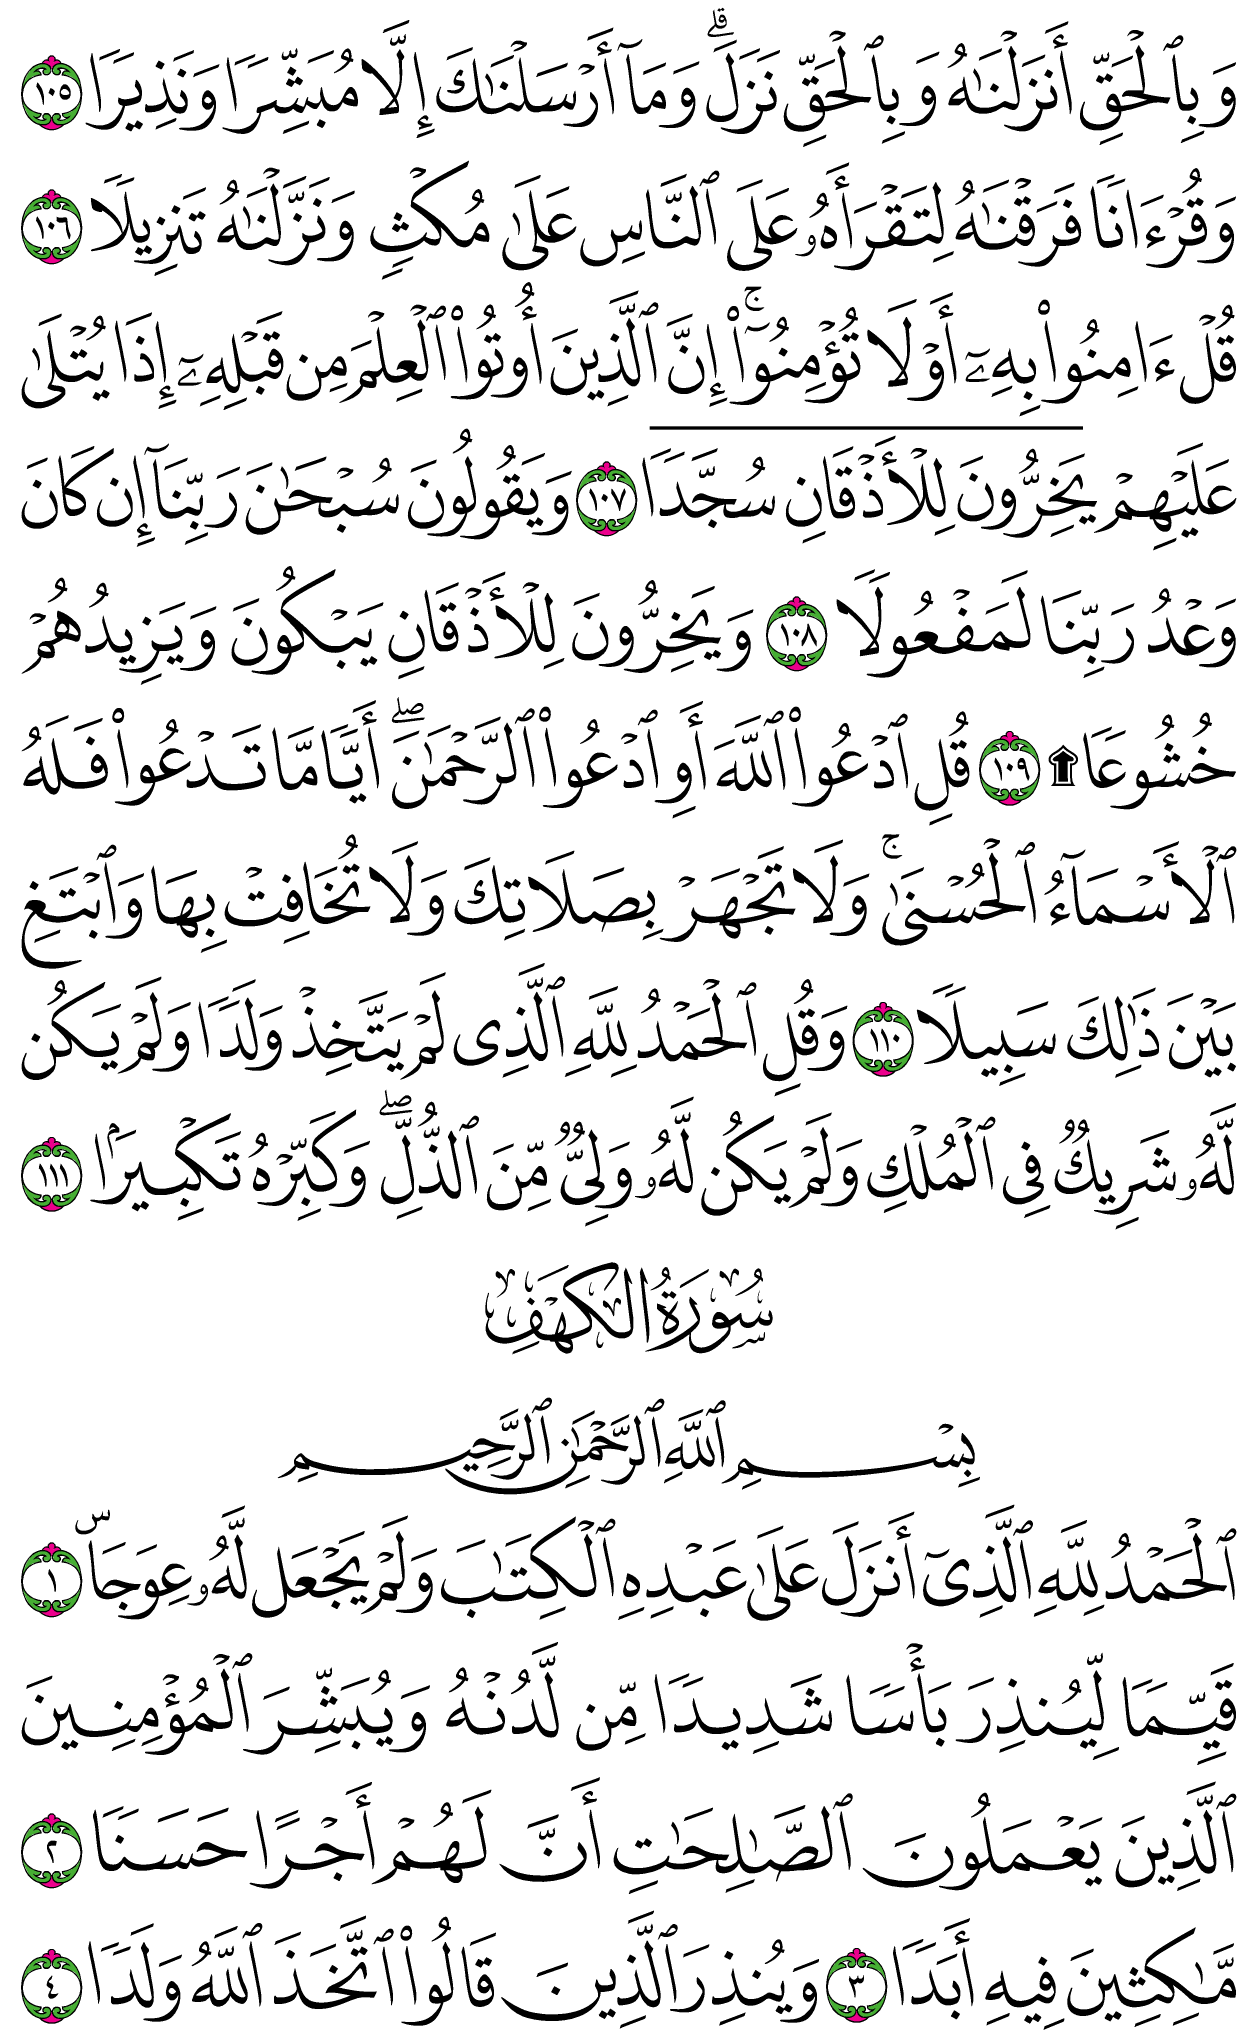 وَبِٱلْحَقِّ أَنزَلْنَٰهُ وَبِٱلْحَقِّ نَزَلَ ۗ وَمَآ أَرْسَلْنَٰكَ إِلَّا مُبَشِّرًا وَنَذِيرًا ١٠٥
وَقُرْءَانًا فَرَقْنَٰهُ لِتَقْرَأَهُۥ عَلَى ٱلنَّاسِ عَلَىٰ مُكْثٍ وَنَزَّلْنَٰهُ تَنزِيلًا ١٠٦
قُلْ ءَامِنُوا۟ بِهِۦٓ أَوْ لَا تُؤْمِنُوٓا۟ ۚ إِنَّ ٱلَّذِينَ أُوتُوا۟ ٱلْعِلْمَ مِن قَبْلِهِۦٓ إِذَا يُتْلَىٰ
عَلَيْهِمْ يَخِرُّونَ لِلْأَذْقَانِ سُجَّدًا ١٠٧ وَيَقُولُونَ سُبْحَٰنَ رَبِّنَآ إِن كَانَ
وَعْدُ رَبِّنَا لَمَفْعُولًا ١٠٨ وَيَخِرُّونَ لِلْأَذْقَانِ يَبْكُونَ وَيَزِيدُهُمْ
خُشُوعًا ۩ ١٠٩ قُلِ ٱدْعُوا۟ ٱللَّهَ أَوِ ٱدْعُوا۟ ٱلرَّحْمَٰنَ ۖ أَيًّا مَّا تَدْعُوا۟ فَلَهُ
ٱلْأَسْمَآءُ ٱلْحُسْنَىٰ ۚ وَلَا تَجْهَرْ بِصَلَاتِكَ وَلَا تُخَافِتْ بِهَا وَٱبْتَغِ
بَيْنَ ذَٰلِكَ سَبِيلًا ١١٠ وَقُلِ ٱلْحَمْدُ لِلَّهِ ٱلَّذِى لَمْ يَتَّخِذْ وَلَدًا وَلَمْ يَكُن
لَّهُۥ شَرِيكٌ فِى ٱلْمُلْكِ وَلَمْ يَكُن لَّهُۥ وَلِىٌّ مِّنَ ٱلذُّلِّ ۖ وَكَبِّرْهُ تَكْبِيرًۢا ١١١
سُورَةُ الكَهْفِ
بِسْمِ ٱللَّهِ ٱلرَّحْمَٰنِ ٱلرَّحِيمِ
ٱلْحَمْدُ لِلَّهِ ٱلَّذِىٓ أَنزَلَ عَلَىٰ عَبْدِهِ ٱلْكِتَٰبَ وَلَمْ يَجْعَل لَّهُۥ عِوَجَاۜ ١
قَيِّمًا لِّيُنذِرَ بَأْسًا شَدِيدًا مِّن لَّدُنْهُ وَيُبَشِّرَ ٱلْمُؤْمِنِينَ
ٱلَّذِينَ يَعْمَلُونَ ٱلصَّٰلِحَٰتِ أَنَّ لَهُمْ أَجْرًا حَسَنًا ٢
مَّٰكِثِينَ فِيهِ أَبَدًا ٣ وَيُنذِرَ ٱلَّذِينَ قَالُوا۟ ٱتَّخَذَ ٱللَّهُ وَلَدًا ٤